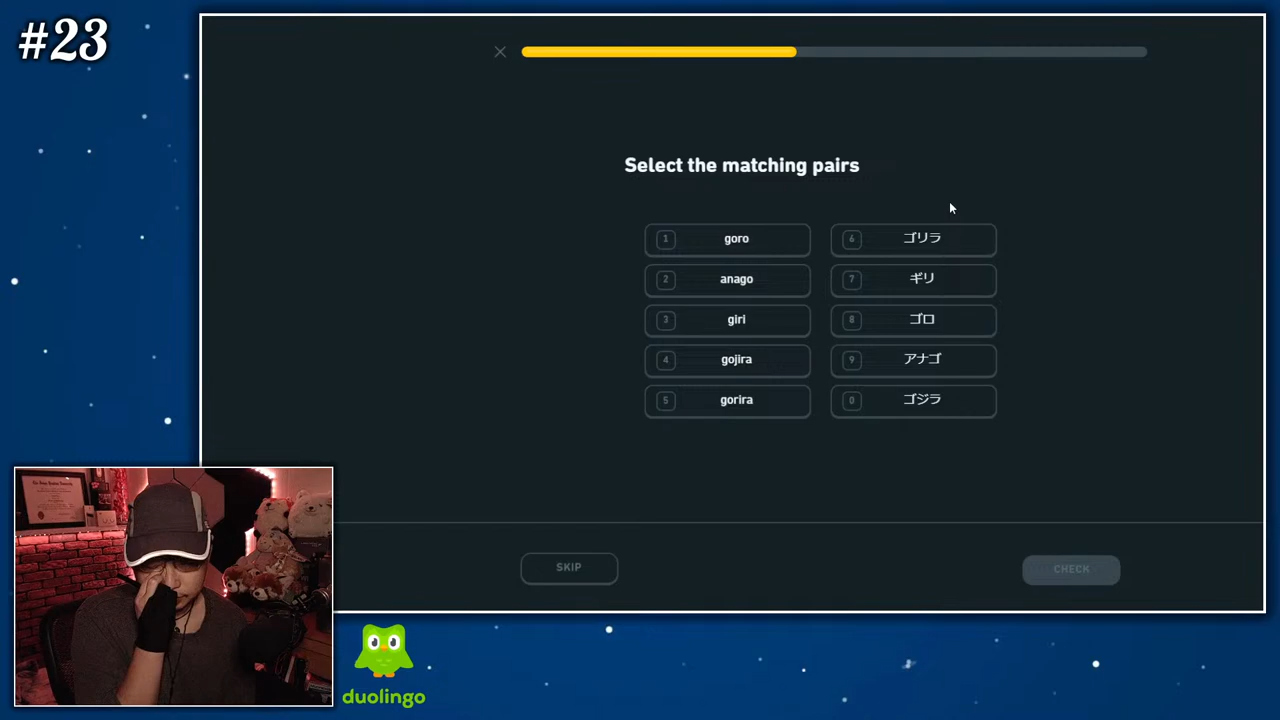 #23
Select the matching pairs
1 goro
6 ゴリラ
2 anago
7 ギリ
3 giri
8 ゴロ
4 gojira
9 アナゴ
5 gorira
0 ゴジラ
SKIP
CHECK
duolingo